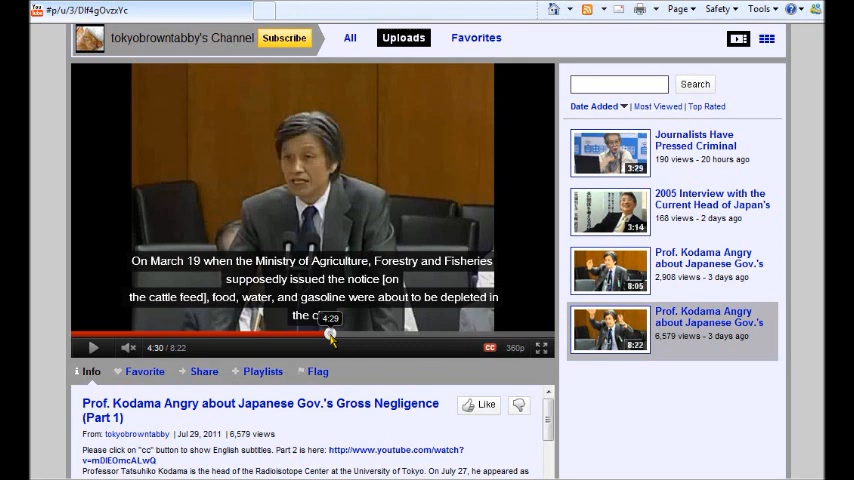 #p/u/3/DIf4gOvzxYc
Page
Safety
Tools
tokyobrowntabby's Channel
Subscribe
All
Uploads
Favorites
Search
Date Added
Most Viewed | Top Rated
On March 19 when the Ministry of Agriculture, Forestry and Fisheries
supposedly issued the notice [on
the cattle feed], food, water, and gasoline were about to be depleted in
the
4:29
4:30 / 8:22
CC
360p
Journalists Have
Pressed Criminal
190 views - 20 hours ago
3:29
2005 Interview with the
Current Head of Japan's
168 views - 2 days ago
3:14
Prof. Kodama Angry
about Japanese Gov.'s
2,908 views - 3 days ago
8:05
Prof. Kodama Angry
about Japanese Gov.'s
6,579 views - 3 days ago
8:22
Info
Favorite
Share
Playlists
Flag
Prof. Kodama Angry about Japanese Gov.'s Gross Negligence
(Part 1)
Like
From: tokyobrowntabby | Jul 29, 2011 | 6,579 views
Please click on "cc" button to show English subtitles. Part 2 is here: http://www.youtube.com/watch?
v=mDlEOmcALwQ
Professor Tatsuhiko Kodama is the head of the Radioisotope Center at the University of Tokyo. On July 27, he appeared as